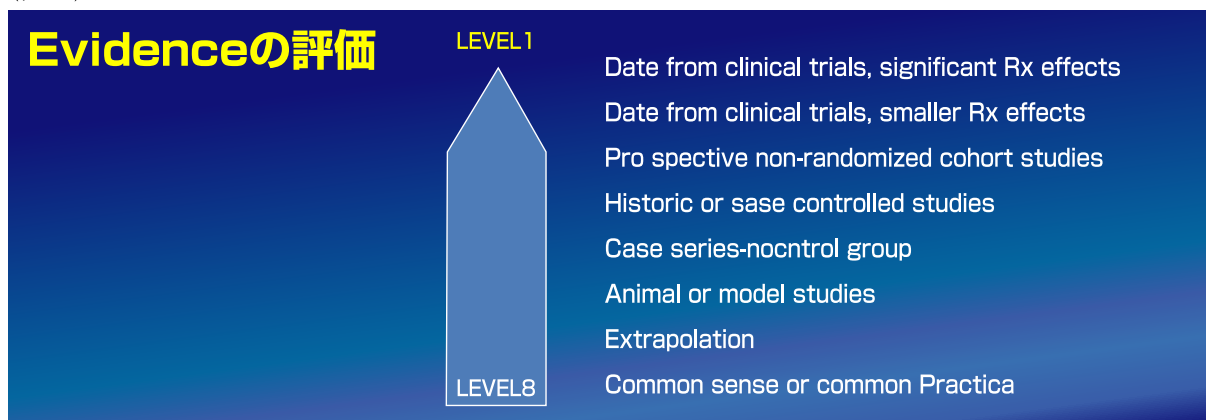 Evidenceの評価
LEVEL1
Date from clinical trials, significant Rx effects
Date from clinical trials, smaller Rx effects
Pro spective non-randomized cohort studies
Historic or sase controlled studies
Case series-nocntrol group
Animal or model studies
Extrapolation
LEVEL8
Common sense or common Practica